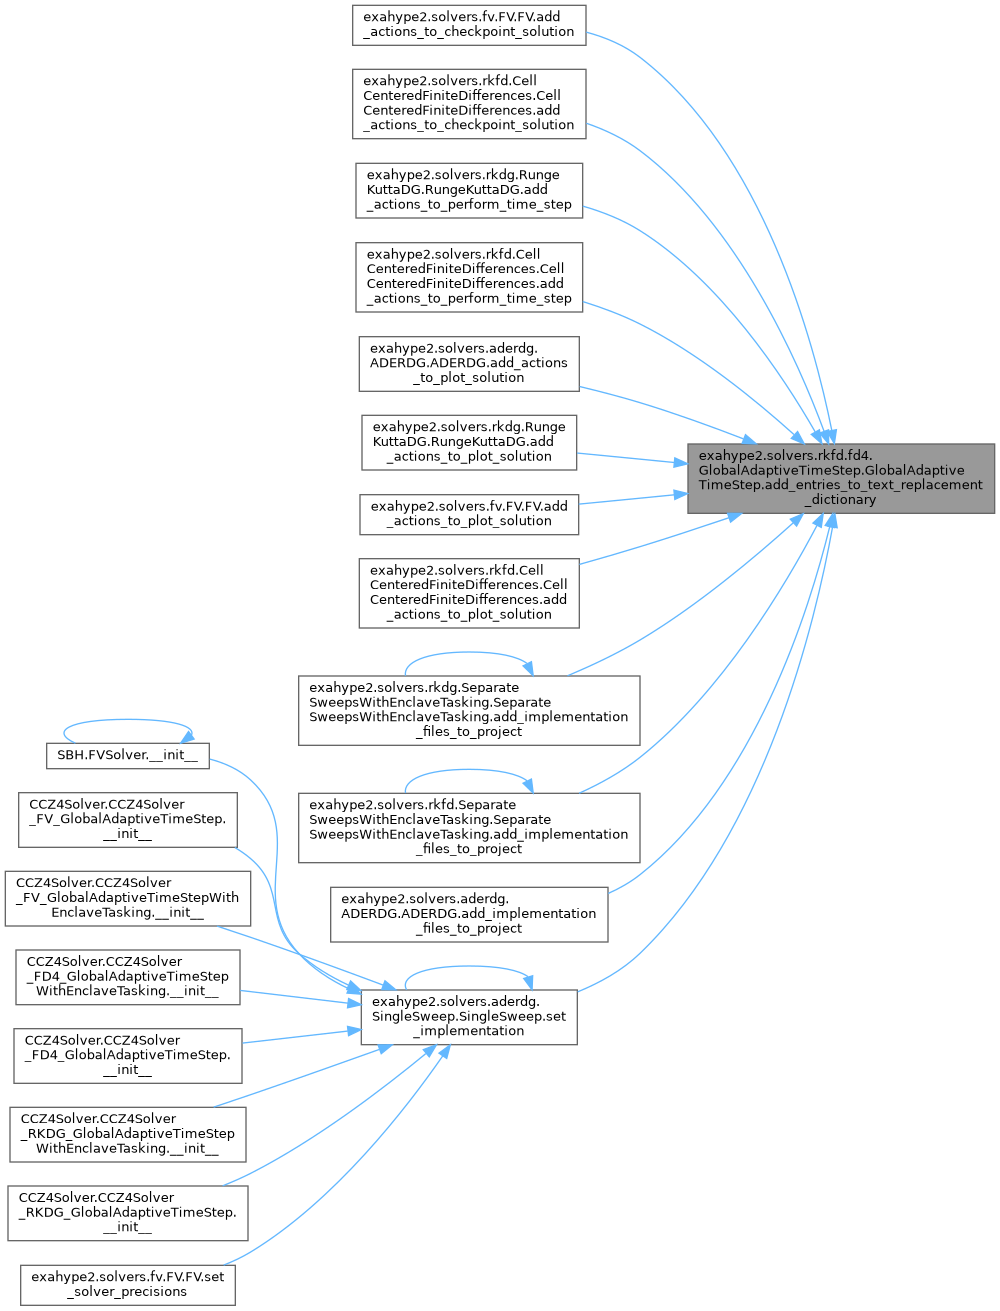 exahype2.solvers.fv.FV.FV.add
_actions_to_checkpoint_solution
exahype2.solvers.rkfd.Cell
CenteredFiniteDifferences.Cell
CenteredFiniteDifferences.add
_actions_to_checkpoint_solution
exahype2.solvers.rkdg.Runge
KuttaDG.RungeKuttaDG.add
_actions_to_perform_time_step
exahype2.solvers.rkfd.Cell
CenteredFiniteDifferences.Cell
CenteredFiniteDifferences.add
_actions_to_perform_time_step
exahype2.solvers.aderdg.
ADERDG.ADERDG.add_actions
_to_plot_solution
exahype2.solvers.rkdg.Runge
KuttaDG.RungeKuttaDG.add
_actions_to_plot_solution
exahype2.solvers.rkfd.fd4.
GlobalAdaptiveTimeStep.GlobalAdaptive
TimeStep.add_entries_to_text_replacement
_dictionary
exahype2.solvers.fv.FV.FV.add
_actions_to_plot_solution
exahype2.solvers.rkfd.Cell
CenteredFiniteDifferences.Cell
CenteredFiniteDifferences.add
_actions_to_plot_solution
exahype2.solvers.rkdg.Separate
SweepsWithEnclaveTasking.Separate
SweepsWithEnclaveTasking.add_implementation
_files_to_project
SBH.FVSolver.__init__
exahype2.solvers.rkfd.Separate
SweepsWithEnclaveTasking.Separate
SweepsWithEnclaveTasking.add_implementation
_files_to_project
CCZ4Solver.CCZ4Solver
_FV_GlobalAdaptiveTimeStep.
__init__
CCZ4Solver.CCZ4Solver
_FV_GlobalAdaptiveTimeStepWith
EnclaveTasking.__init__
exahype2.solvers.aderdg.
ADERDG.ADERDG.add_implementation
_files_to_project
CCZ4Solver.CCZ4Solver
_FD4_GlobalAdaptiveTimeStep
WithEnclaveTasking.__init__
exahype2.solvers.aderdg.
SingleSweep.SingleSweep.set
_implementation
CCZ4Solver.CCZ4Solver
_FD4_GlobalAdaptiveTimeStep.
__init__
CCZ4Solver.CCZ4Solver
_RKDG_GlobalAdaptiveTimeStep
WithEnclaveTasking.__init__
CCZ4Solver.CCZ4Solver
_RKDG_GlobalAdaptiveTimeStep.
__init__
exahype2.solvers.fv.FV.FV.set
_solver_precisions